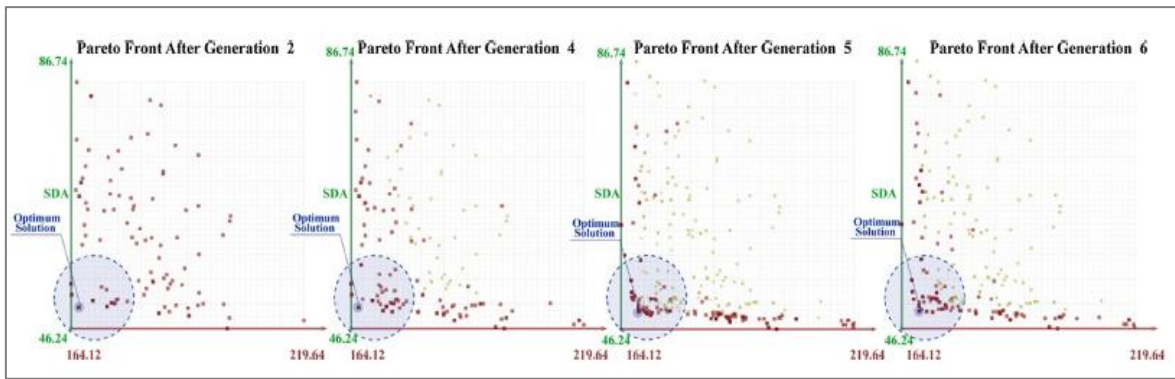 Pareto Front After Generation 2
86.74
SDA
Optimum
Solution
46.24
164.12
219.64
Pareto Front After Generation 4
86.74
SDA
Optimum
Solution
46.24
164.12
219.64
Pareto Front After Generation 5
86.74
SDA
Optimum
Solution
46.24
164.12
219.64
Pareto Front After Generation 6
86.74
SDA
Optimum
Solution
46.24
164.12
219.64